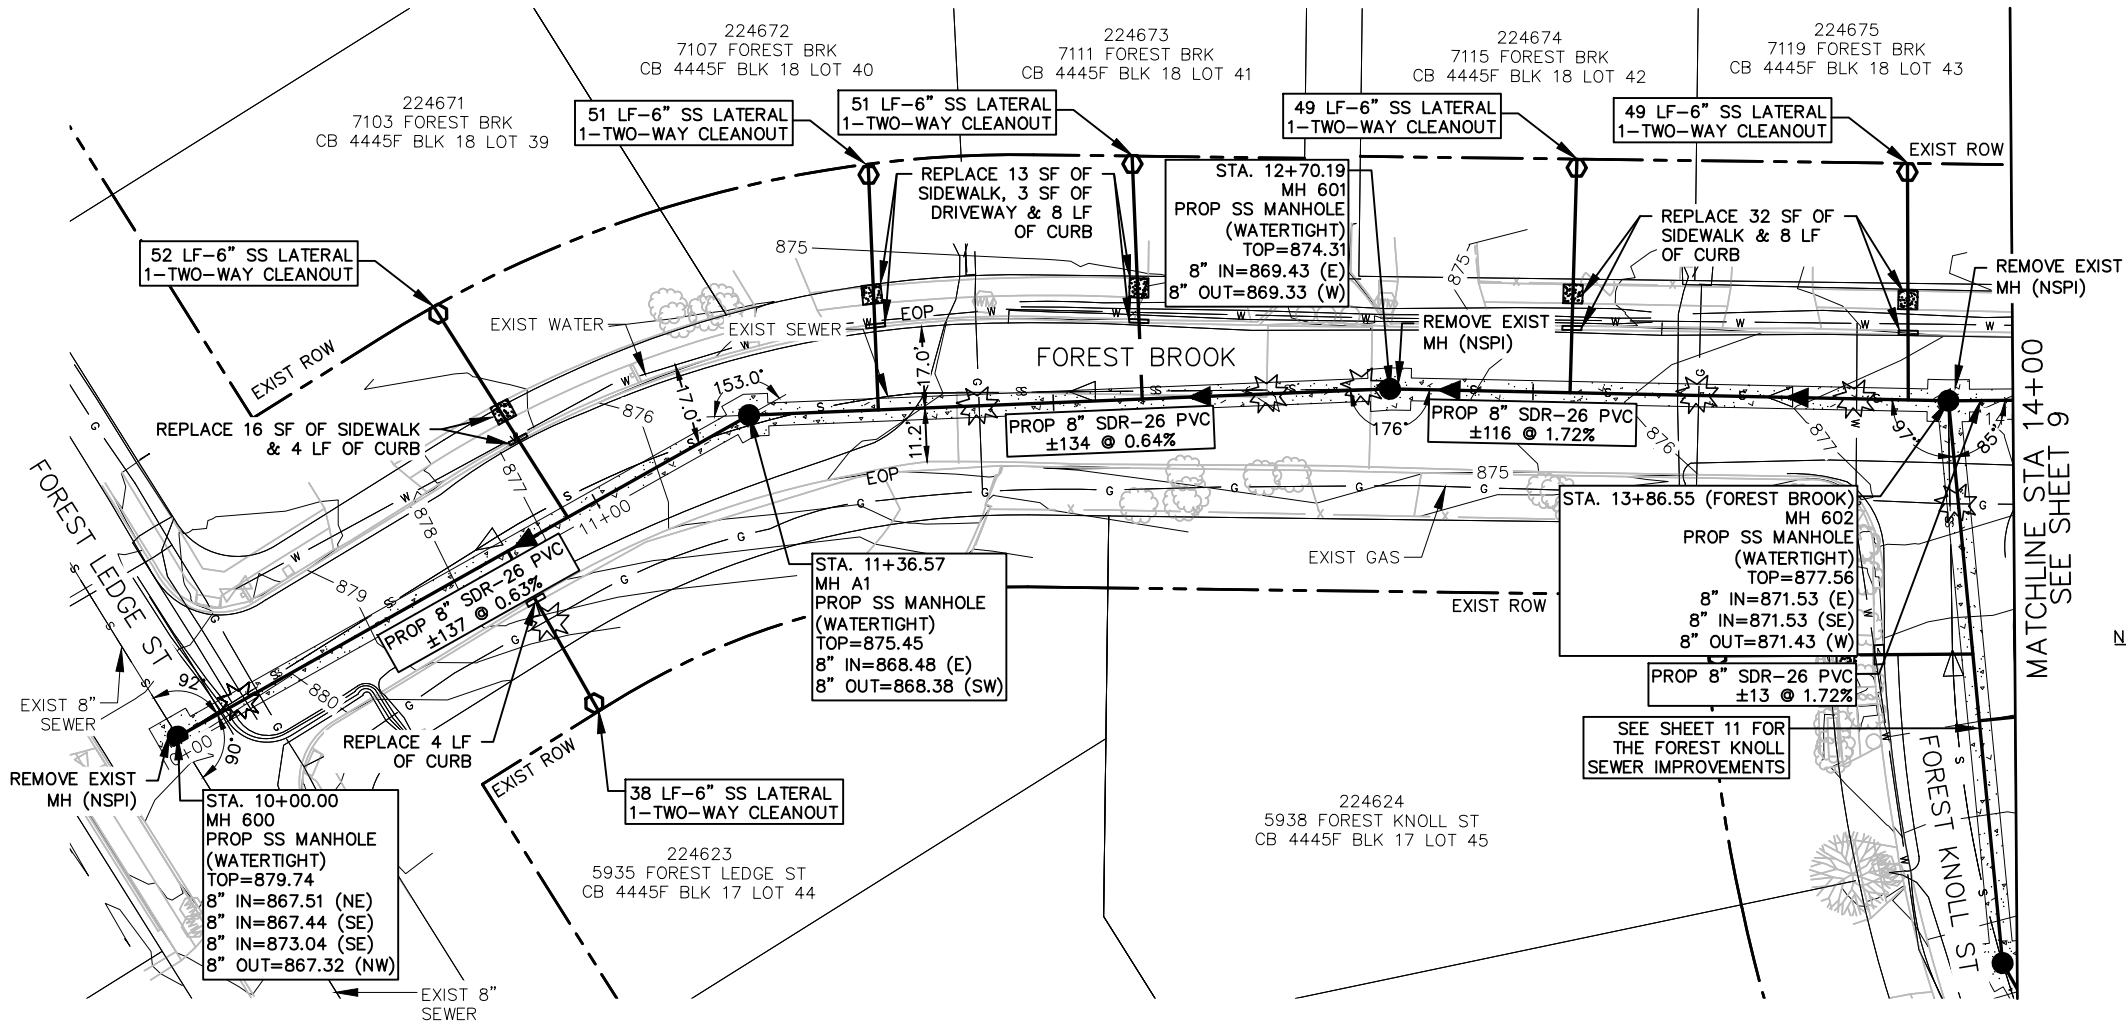 224672
7107 FOREST BRK
CB 4445F BLK 18 LOT 40
224673
7111 FOREST BRK
CB 4445F BLK 18 LOT 41
224674
7115 FOREST BRK
CB 4445F BLK 18 LOT 42
224675
7119 FOREST BRK
CB 4445F BLK 18 LOT 43
224671
7103 FOREST BRK
CB 4445F BLK 18 LOT 39
51 LF-6" SS LATERAL
1-TWO-WAY CLEANOUT
51 LF-6" SS LATERAL
1-TWO-WAY CLEANOUT
49 LF-6" SS LATERAL
1-TWO-WAY CLEANOUT
49 LF-6" SS LATERAL
1-TWO-WAY CLEANOUT
EXIST ROW
REPLACE 13 SF OF
SIDEWALK, 3 SF OF
DRIVEWAY & 8 LF
OF CURB
STA. 12+70.19
MH 601
PROP SS MANHOLE
(WATERTIGHT)
TOP=874.31
8" IN=869.43 (E)
8" OUT=869.33 (W)
REPLACE 32 SF OF
SIDEWALK & 8 LF
OF CURB
REMOVE EXIST
MH (NSPI)
52 LF-6" SS LATERAL
1-TWO-WAY CLEANOUT
875
875
EXIST WATER
EXIST SEWER
EOP
WM
REMOVE EXIST
MH (NSPI)
FOREST BROOK
EXIST ROW
17.0'
153.0°
17.0'
11.2'
876
REPLACE 16 SF OF SIDEWALK
& 4 LF OF CURB
PROP 8" SDR-26 PVC
±134 @ 0.64%
176°
PROP 8" SDR-26 PVC
±116 @ 1.72%
876
877
97°
85°
MATCHLINE STA 14+00
SEE SHEET 9
877
878
879
880
EOP
875
11+00
PROP 8" SDR-26 PVC
±137 @ 0.63%
FOREST LEDGE ST
EXIST GAS
STA. 13+86.55 (FOREST BROOK)
MH 602
PROP SS MANHOLE
(WATERTIGHT)
TOP=877.56
8" IN=871.53 (E)
8" IN=871.53 (SE)
8" OUT=871.43 (W)
STA. 11+36.57
MH A1
PROP SS MANHOLE
(WATERTIGHT)
TOP=875.45
8" IN=868.48 (E)
8" OUT=868.38 (SW)
EXIST ROW
PROP 8" SDR-26 PVC
±13 @ 1.72%
SEE SHEET 11 FOR
THE FOREST KNOLL
SEWER IMPROVEMENTS
FOREST KNOLL ST
EXIST 8"
SEWER
92°
90°
REPLACE 4 LF
OF CURB
EXIST ROW
REMOVE EXIST
MH (NSPI)
STA. 10+00.00
MH 600
PROP SS MANHOLE
(WATERTIGHT)
TOP=879.74
8" IN=867.51 (NE)
8" IN=867.44 (SE)
8" IN=873.04 (SE)
8" OUT=867.32 (NW)
38 LF-6" SS LATERAL
1-TWO-WAY CLEANOUT
224623
5935 FOREST LEDGE ST
CB 4445F BLK 17 LOT 44
224624
5938 FOREST KNOLL ST
CB 4445F BLK 17 LOT 45
EXIST 8"
SEWER
N